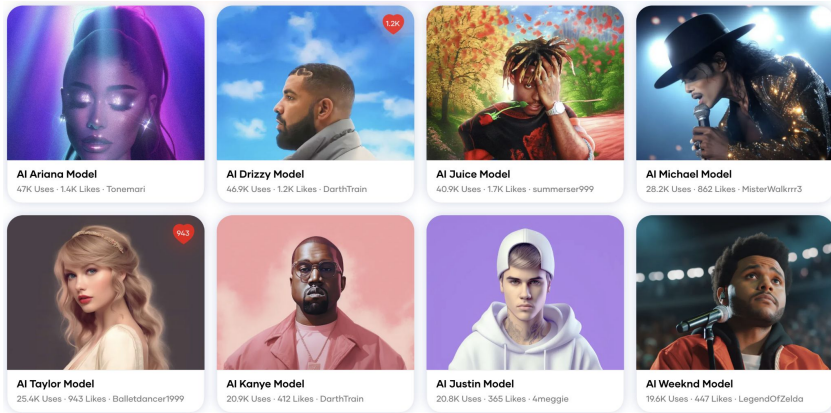 1.2K
AI Ariana Model
47K Uses · 1.4K Likes · Tonemari
AI Drizzy Model
46.9K Uses · 1.2K Likes · DarthTrain
AI Juice Model
40.9K Uses · 1.7K Likes · summerser999
AI Michael Model
28.2K Uses · 862 Likes · MisterWalkrrr3
943
AI Taylor Model
25.4K Uses · 943 Likes · Balletdancer1999
AI Kanye Model
20.9K Uses · 412 Likes · DarthTrain
AI Justin Model
20.8K Uses · 365 Likes · 4meggie
AI Weeknd Model
19.6K Uses · 447 Likes · LegendOfZelda